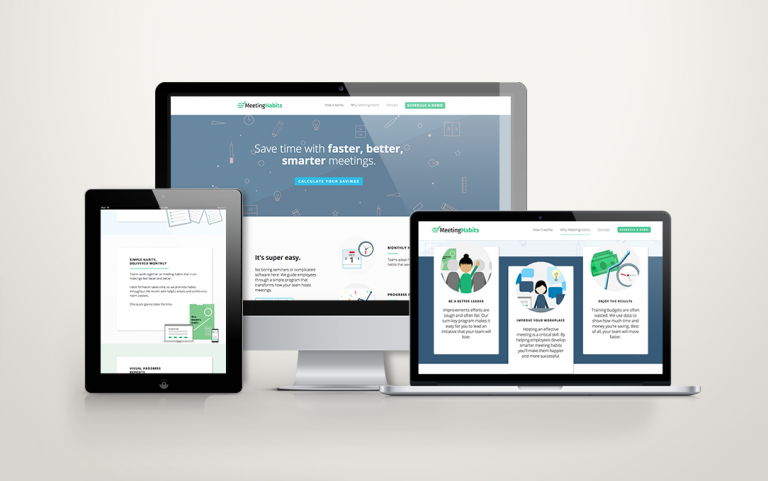 MeetingHabits
How it works Why MeetingHabits Contact SCHEDULE A DEMO
Save time with faster, better,
smarter meetings.
CALCULATE YOUR SAVINGS
It's super easy.
No boring seminars or complicated
software here. We guide employees
through a simple program that
transforms how your team hosts
meetings.
MONTHLY
PROGRESS
SIMPLE HABITS,
DELIVERED MONTHLY
Teams work together on meeting habits that make
meetings
VISUAL PROGRESS
REPORTS
MeetingHabits
How it works Why MeetingHabits Contact SCHEDULE A DEMO
BE A BETTER LEADER
Improvements efforts are
tough and often fail. Our
turn-key program makes it
easy for you to lead an
initiative that your team will
love.
IMPROVE YOUR WORKPLACE
Hosting an effective
meeting is a critical skill. By
helping employees develop
smarter meeting habits
you'll make them happier
and more successful.
ENJOY THE RESULTS
Training budgets are often
wasted. We use data to
show how much time and
money you're saving. Best
of all, your team will move
faster.